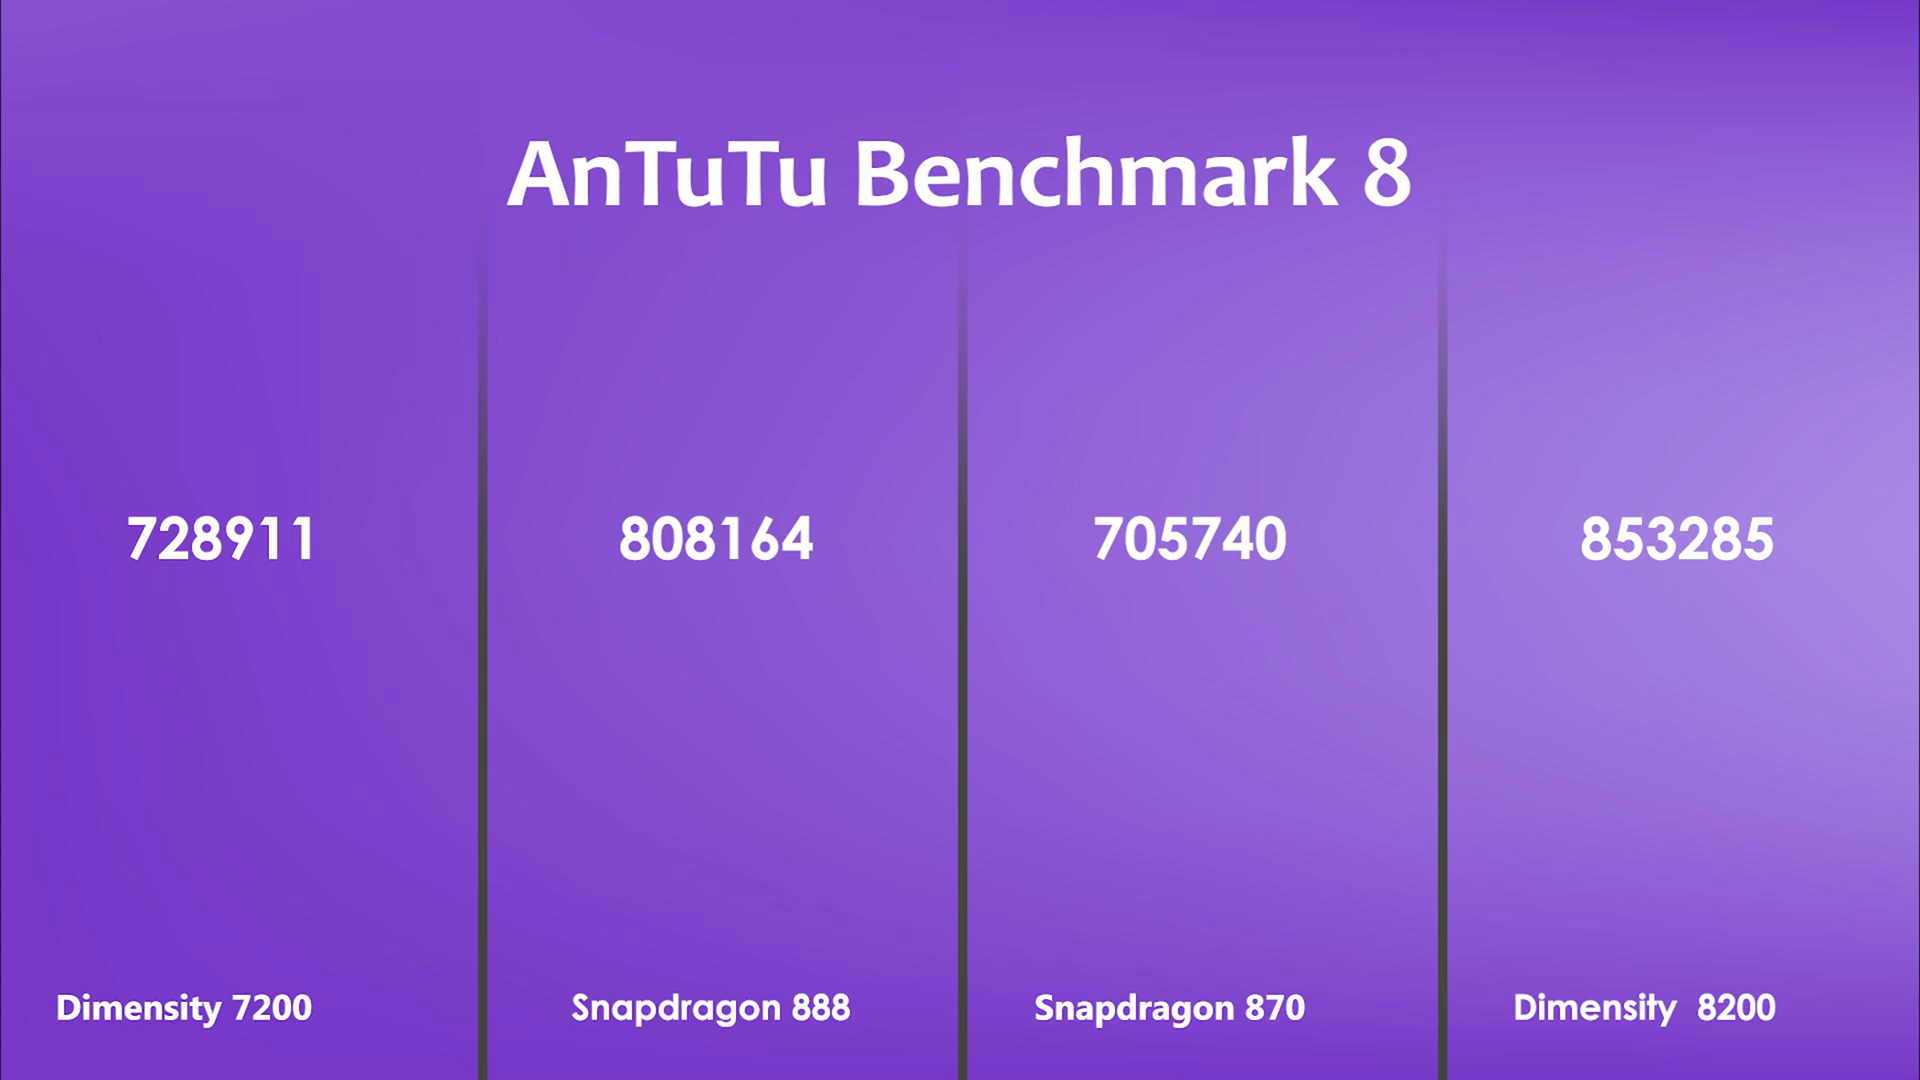 AnTuTu Benchmark 8
728911
808164
705740
853285
Dimensity 7200
Snapdragon 888
Snapdragon 870
Dimensity 8200